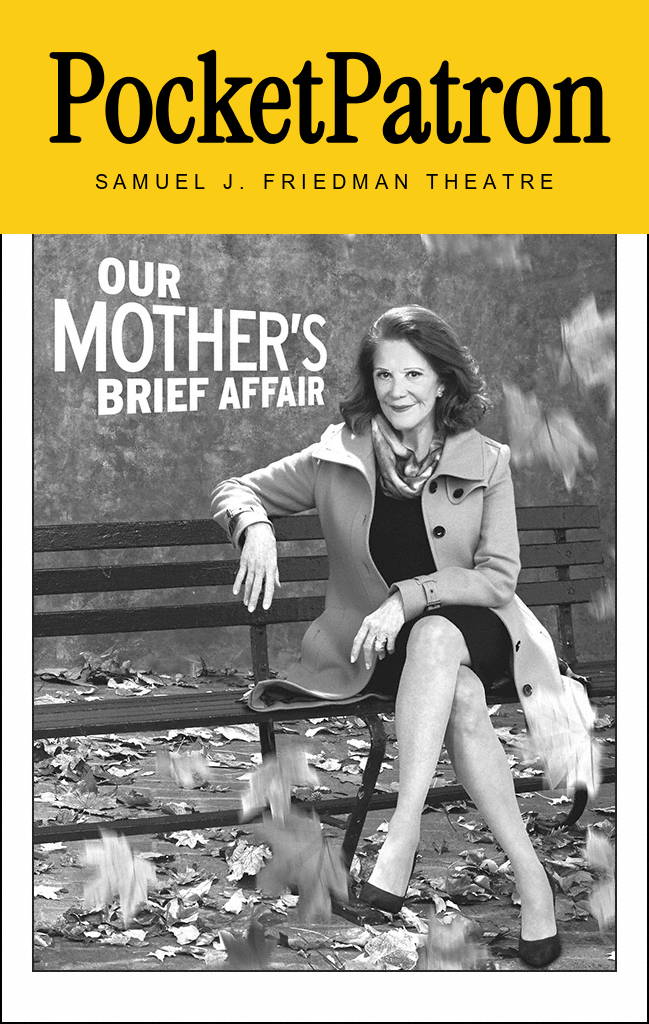 PocketPatron
SAMUEL J. FRIEDMAN THEATRE
OUR
MOTHER'S
BRIEF AFFAIR